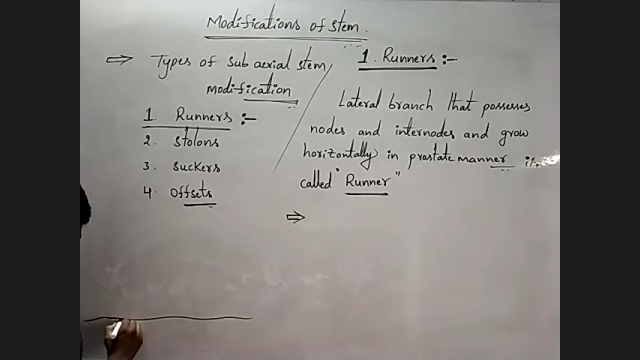 Modifications of stem.
⇒ Types of Sub aerial stem
modification
1. Runners :-
2. Stolons
3. Suckers
4. Offsets
1. Runners :-
Lateral branch that possesses
nodes and internodes and grow
horizontally in prostate manner is
called "Runner"
⇒